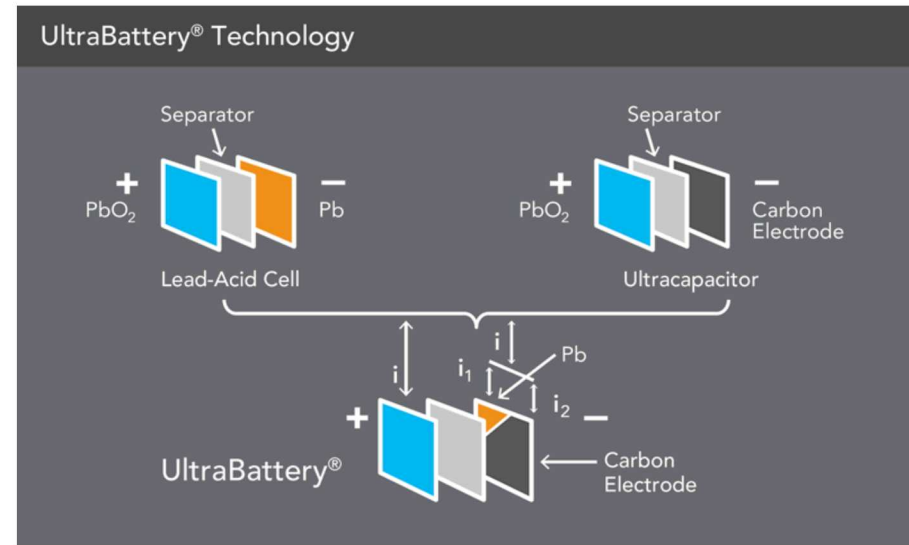 UltraBattery® Technology
Separator
+
−
PbO₂
Pb
Lead-Acid Cell
Separator
+
−
PbO₂
Carbon
Electrode
Ultracapacitor
i
i
i₁
Pb
i₂
+
−
UltraBattery®
Carbon
Electrode